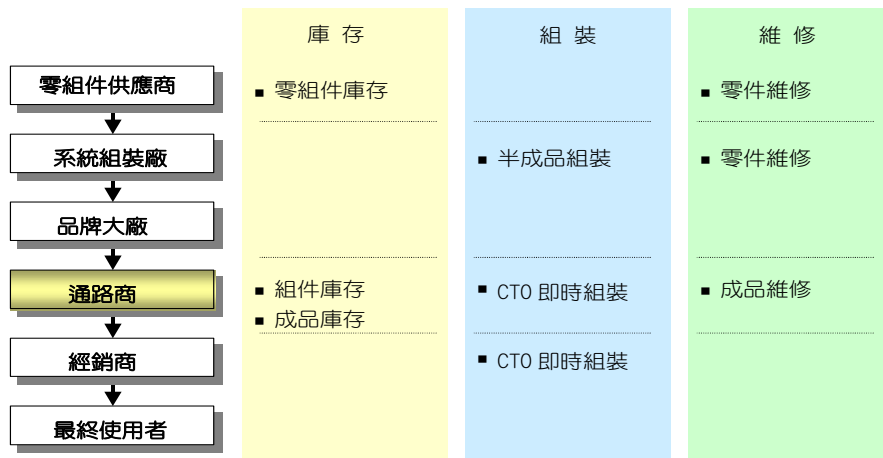 庫 存
組 裝
維 修
零組件供應商
▪ 零組件庫存
▪ 零件維修
系統組裝廠
▪ 半成品組裝
▪ 零件維修
品牌大廠
通路商
▪ 組件庫存
▪ CTO 即時組裝
▪ 成品維修
▪ 成品庫存
經銷商
▪ CTO 即時組裝
最終使用者